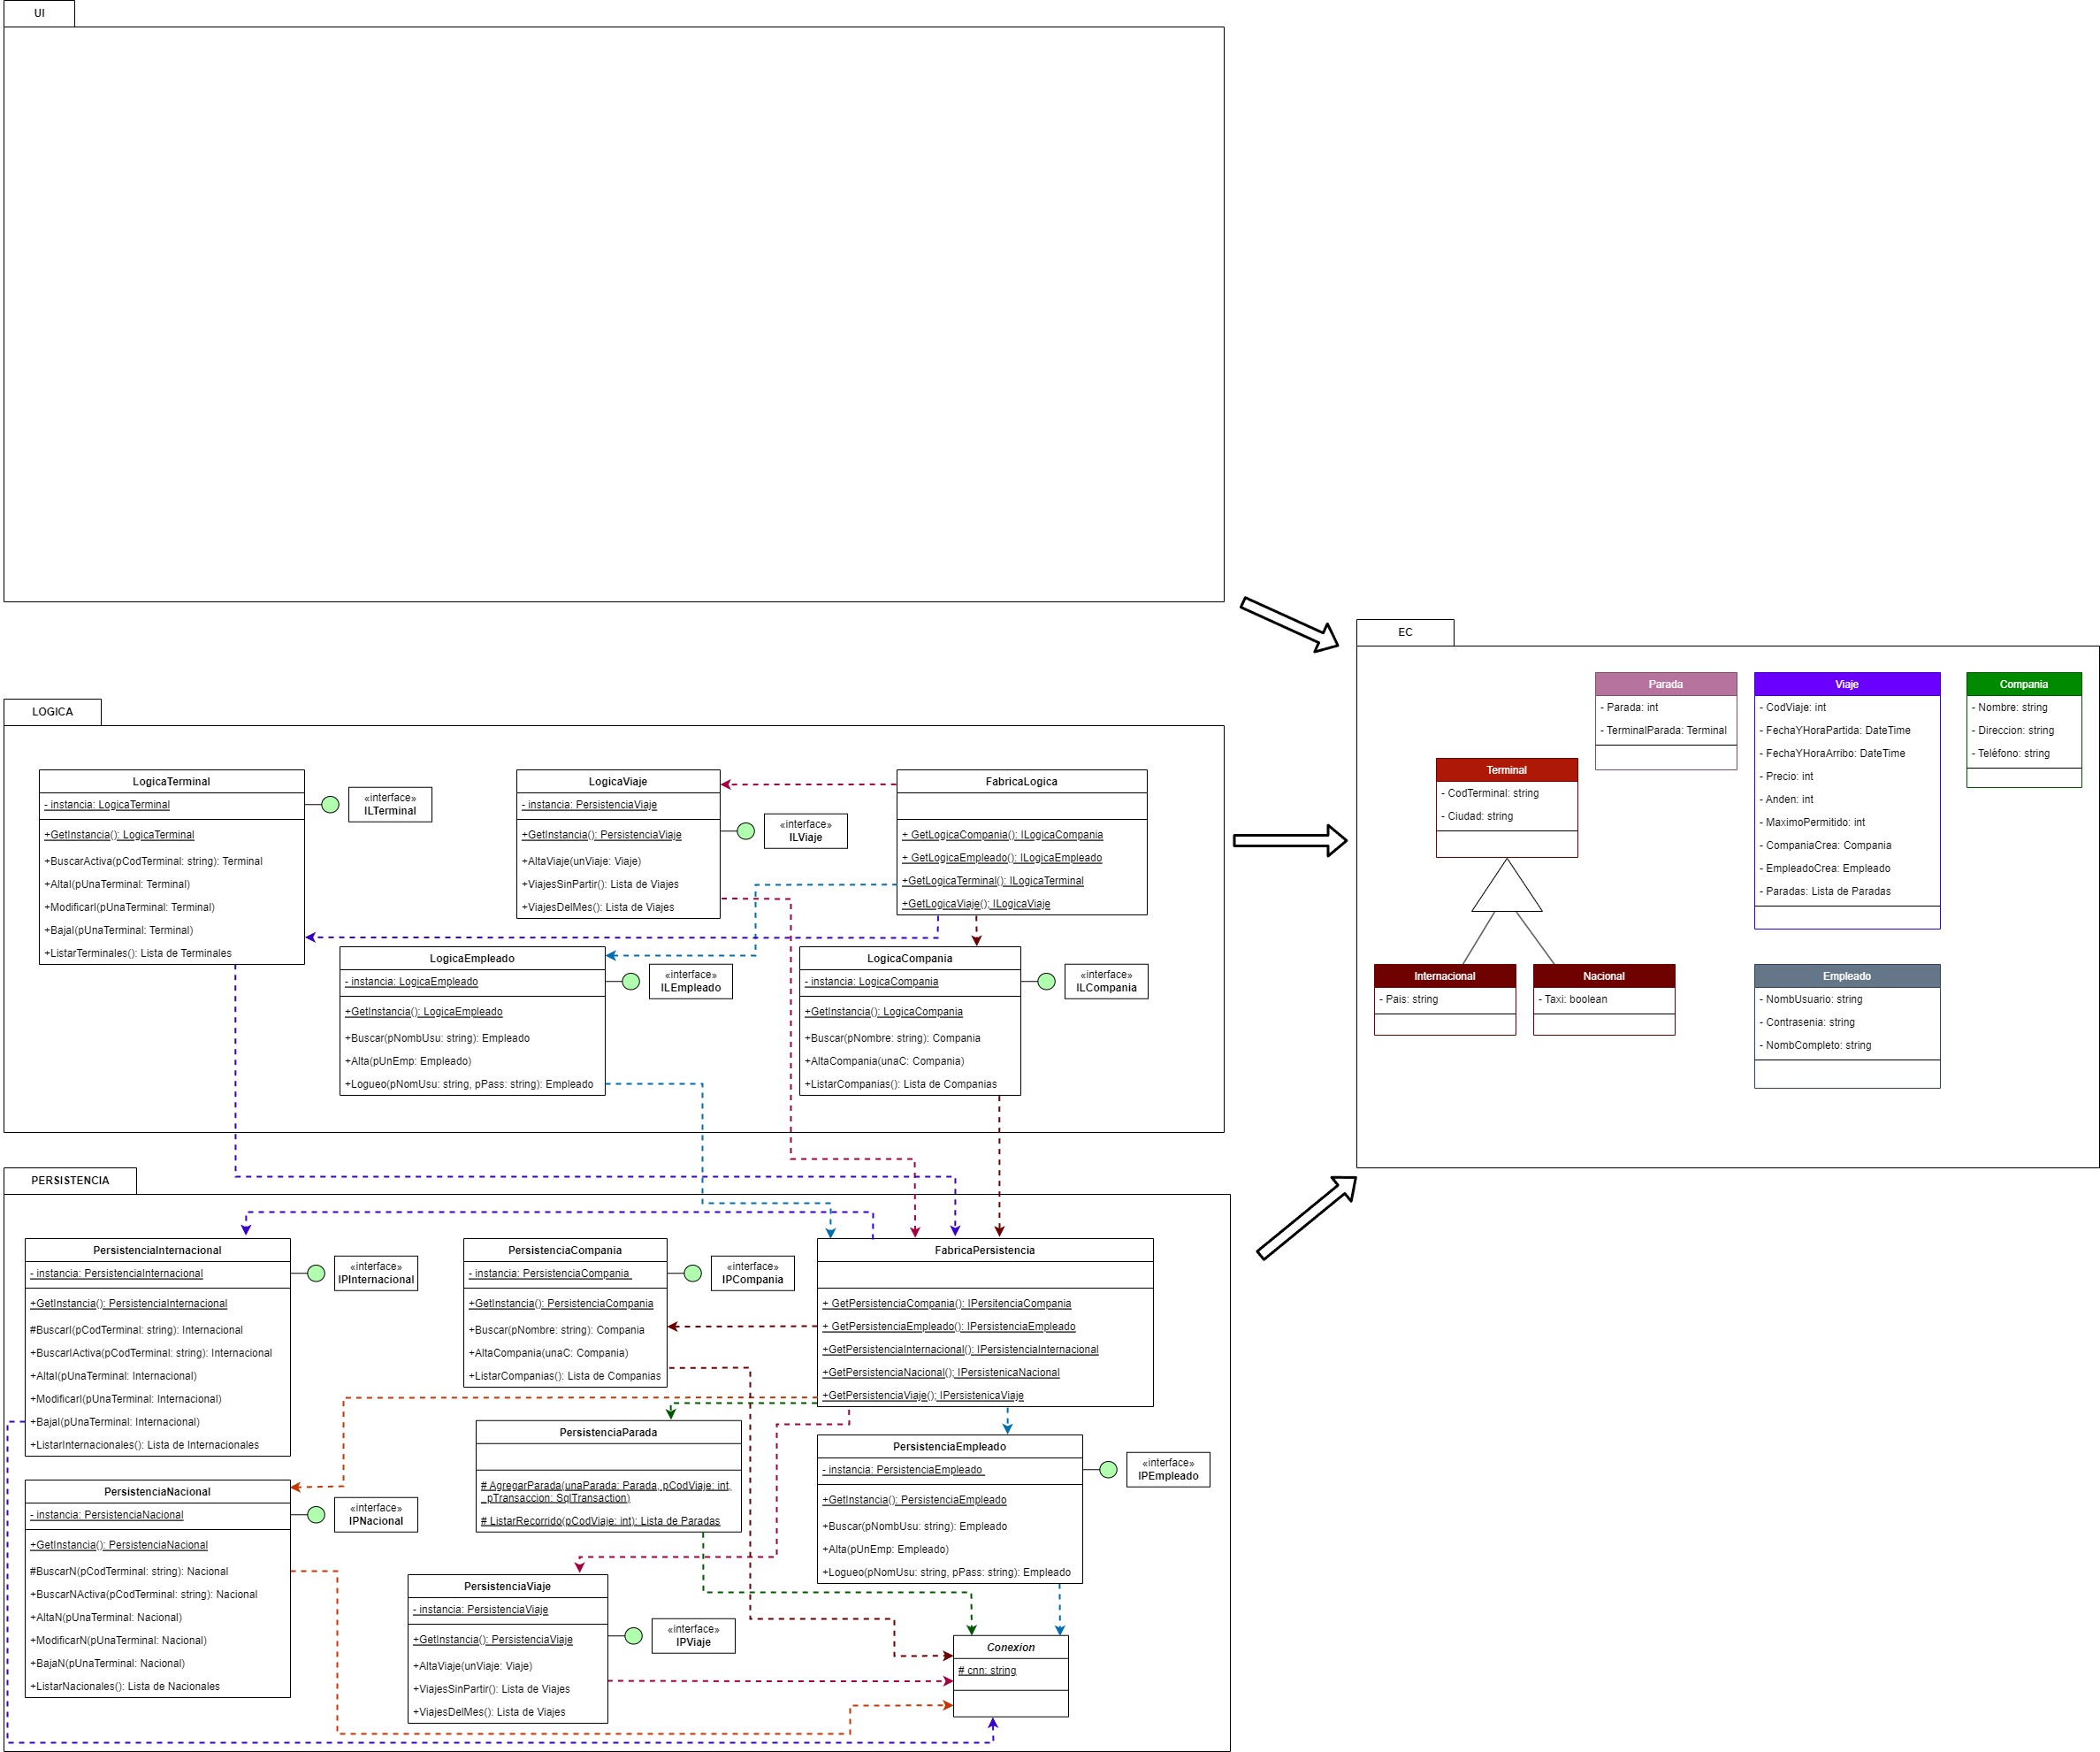 UI
LOGICA
LogicaTerminal
- instancia: LogicaTerminal
+GetInstancia(): LogicaTerminal
+BuscarActiva(pCodTerminal: string): Terminal
+AltaI(pUnaTerminal: Terminal)
+ModificarI(pUnaTerminal: Terminal)
+BajaI(pUnaTerminal: Terminal)
+ListarTerminales(): Lista de Terminales
«interface»
ILTerminal
LogicaViaje
- instancia: PersistenciaViaje
+GetInstancia(): PersistenciaViaje
+AltaViaje(unViaje: Viaje)
+ViajesSinPartir(): Lista de Viajes
+ViajesDelMes(): Lista de Viajes
«interface»
ILViaje
FabricaLogica
+ GetLogicaCompania(): ILogicaCompania
+ GetLogicaEmpleado(): ILogicaEmpleado
+GetLogicaTerminal(): ILogicaTerminal
+GetLogicaViaje(): ILogicaViaje
LogicaEmpleado
- instancia: LogicaEmpleado
+GetInstancia(): LogicaEmpleado
+Buscar(pNombUsu: string): Empleado
+Alta(pUnEmp: Empleado)
+Logueo(pNomUsu: string, pPass: string): Empleado
«interface»
ILEmpleado
LogicaCompania
- instancia: LogicaCompania
+GetInstancia(): LogicaCompania
+Buscar(pNombre: string): Compania
+AltaCompania(unaC: Compania)
+ListarCompanias(): Lista de Companias
«interface»
ILCompania
EC
Parada
- Parada: int
- TerminalParada: Terminal
Viaje
- CodViaje: int
- FechaYHoraPartida: DateTime
- FechaYHoraArribo: DateTime
- Precio: int
- Anden: int
- MaximoPermitido: int
- CompaniaCrea: Compania
- EmpleadoCrea: Empleado
- Paradas: Lista de Paradas
Compania
- Nombre: string
- Direccion: string
- Teléfono: string
Terminal
- CodTerminal: string
- Ciudad: string
Internacional
- Pais: string
Nacional
- Taxi: boolean
Empleado
- NombUsuario: string
- Contrasenia: string
- NombCompleto: string
PERSISTENCIA
PersistenciaInternacional
- instancia: PersistenciaInternacional
+GetInstancia(): PersistenciaInternacional
#BuscarI(pCodTerminal: string): Internacional
+BuscarIActiva(pCodTerminal: string): Internacional
+AltaI(pUnaTerminal: Internacional)
+ModificarI(pUnaTerminal: Internacional)
+BajaI(pUnaTerminal: Internacional)
+ListarInternacionales(): Lista de Internacionales
«interface»
IPInternacional
PersistenciaCompania
- instancia: PersistenciaCompania
+GetInstancia(): PersistenciaCompania
+Buscar(pNombre: string): Compania
+AltaCompania(unaC: Compania)
+ListarCompanias(): Lista de Companias
«interface»
IPCompania
FabricaPersistencia
+ GetPersistenciaCompania(): IPersitenciaCompania
+ GetPersistenciaEmpleado(): IPersistenciaEmpleado
+GetPersistenciaInternacional(): IPersistenciaInternacional
+GetPersistenciaNacional(): IPersistenicaNacional
+GetPersistenciaViaje(): IPersistenicaViaje
PersistenciaParada
# AgregarParada(unaParada: Parada, pCodViaje: int,
_pTransaccion: SqlTransaction)
# ListarRecorrido(pCodViaje: int): Lista de Paradas
PersistenciaEmpleado
- instancia: PersistenciaEmpleado
+GetInstancia(): PersistenciaEmpleado
+Buscar(pNombUsu: string): Empleado
+Alta(pUnEmp: Empleado)
+Logueo(pNomUsu: string, pPass: string): Empleado
«interface»
IPEmpleado
PersistenciaNacional
- instancia: PersistenciaNacional
+GetInstancia(): PersistenciaNacional
#BuscarN(pCodTerminal: string): Nacional
+BuscarNActiva(pCodTerminal: string): Nacional
+AltaN(pUnaTerminal: Nacional)
+ModificarN(pUnaTerminal: Nacional)
+BajaN(pUnaTerminal: Nacional)
+ListarNacionales(): Lista de Nacionales
«interface»
IPNacional
PersistenciaViaje
- instancia: PersistenciaViaje
+GetInstancia(): PersistenciaViaje
+AltaViaje(unViaje: Viaje)
+ViajesSinPartir(): Lista de Viajes
+ViajesDelMes(): Lista de Viajes
«interface»
IPViaje
Conexion
# cnn: string